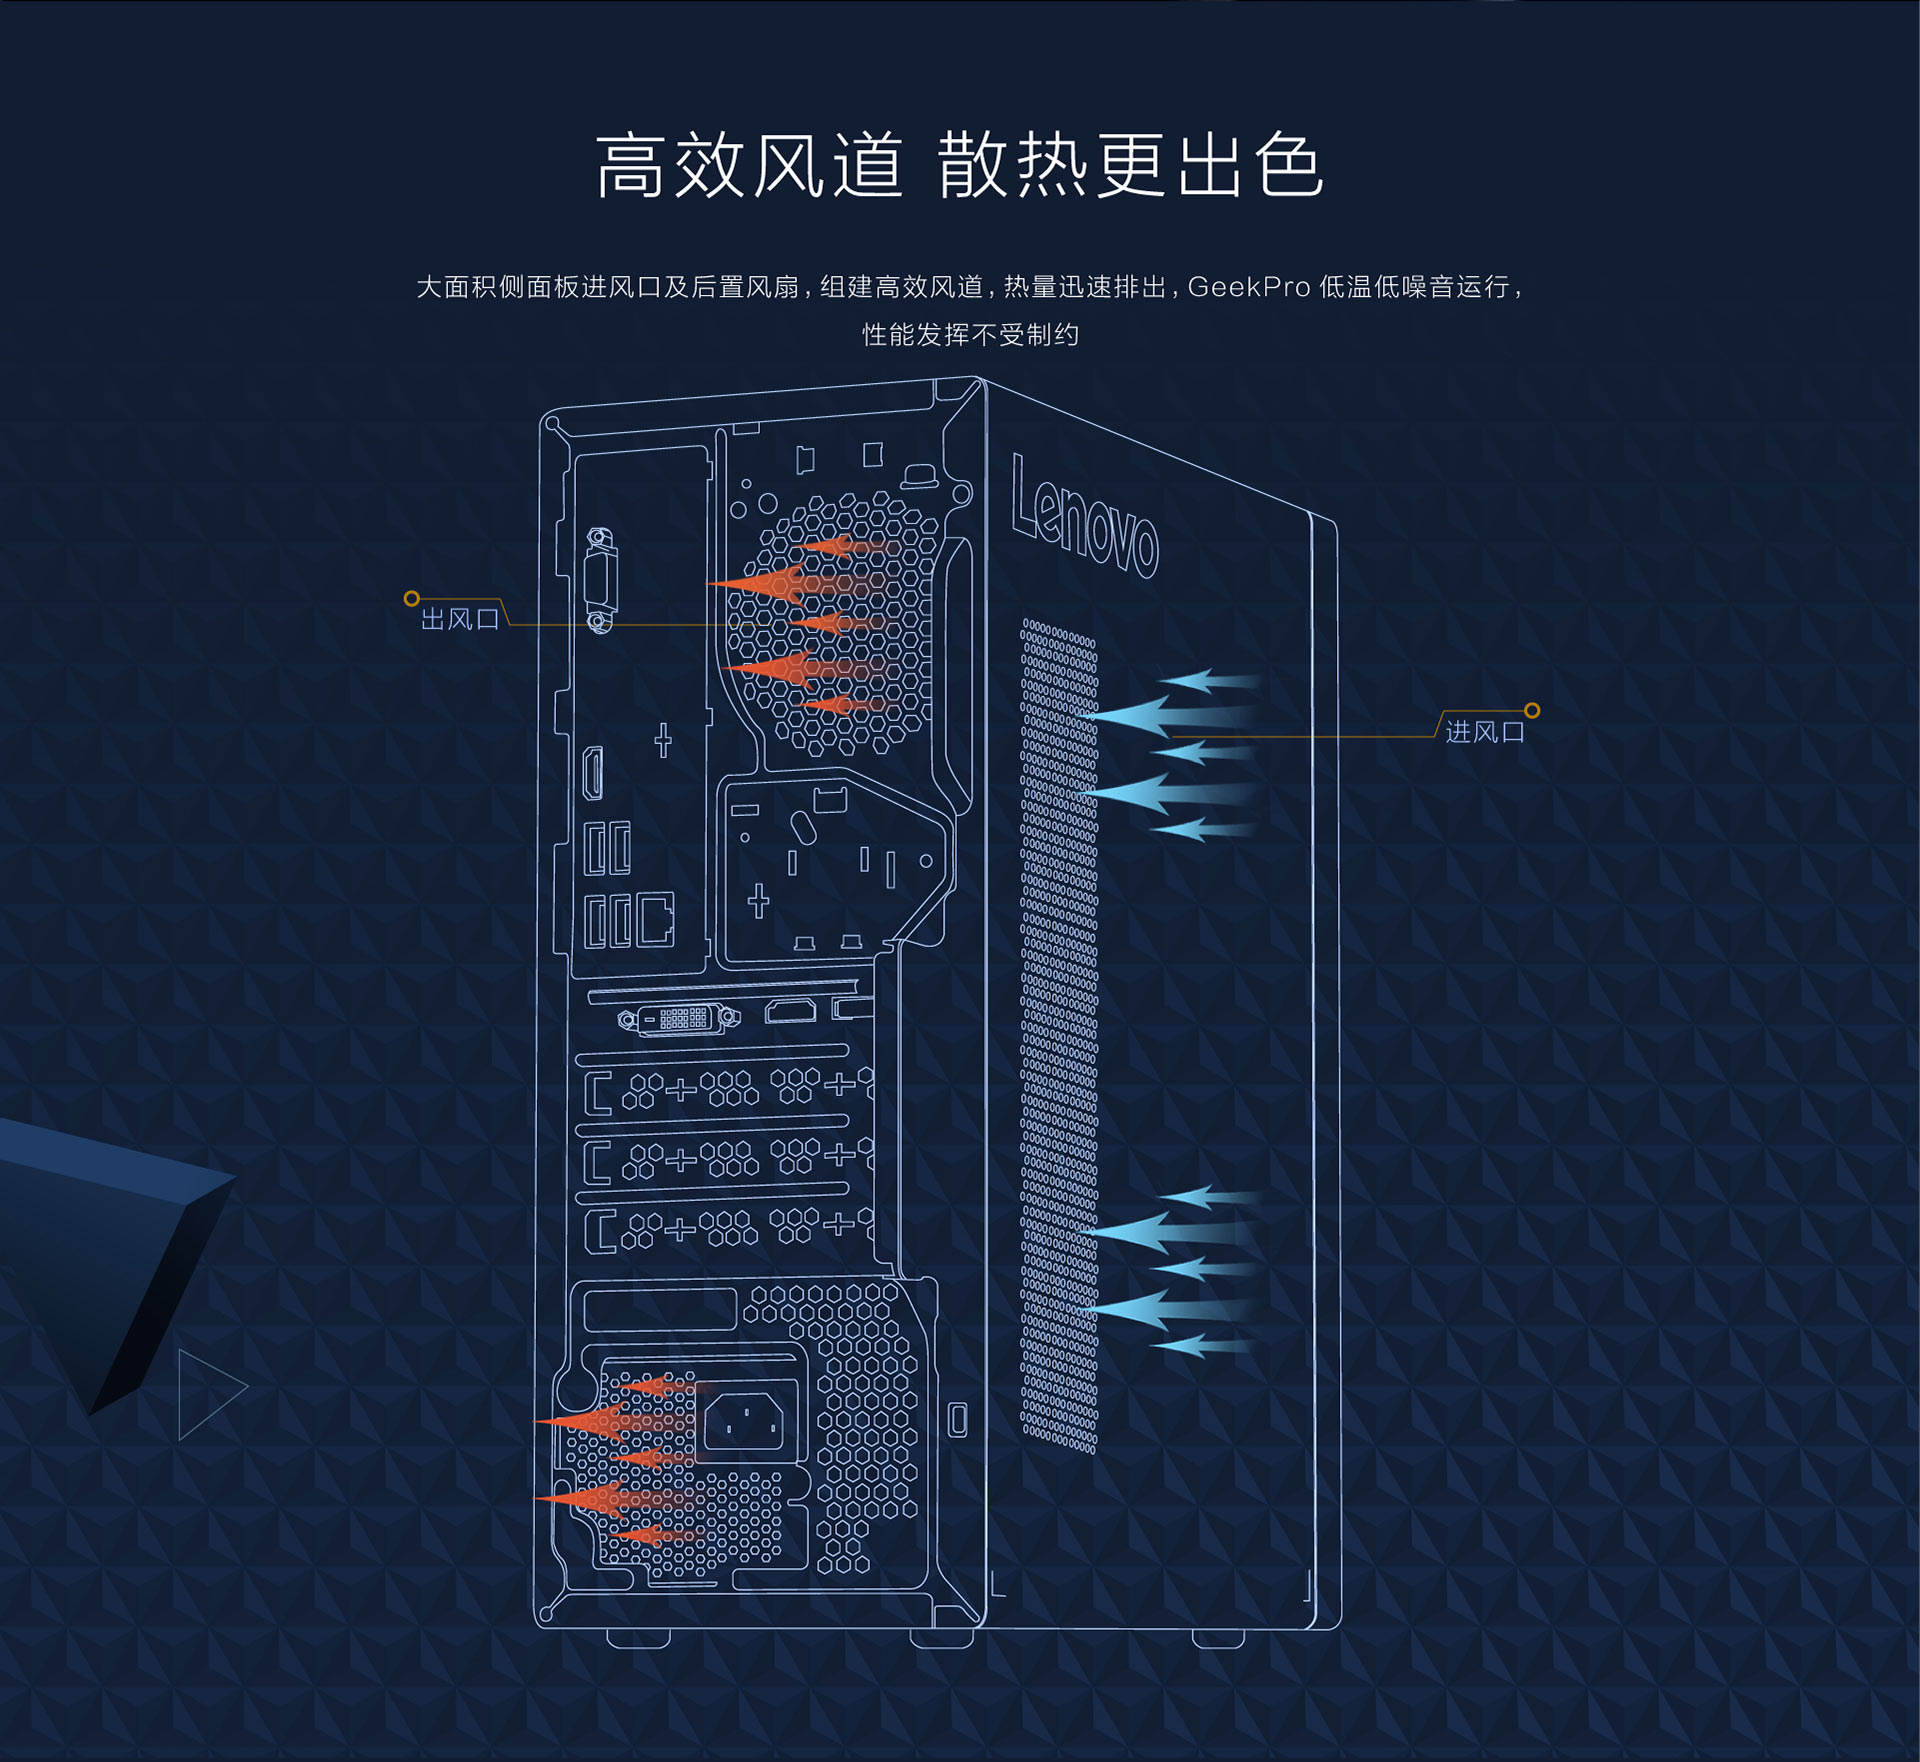 高效风道 散热更出色
大面积侧面板进风口及后置风扇，组建高效风道，热量迅速排出，GeekPro 低温低噪音运行，
性能发挥不受制约
Lenovo
出风口
进风口